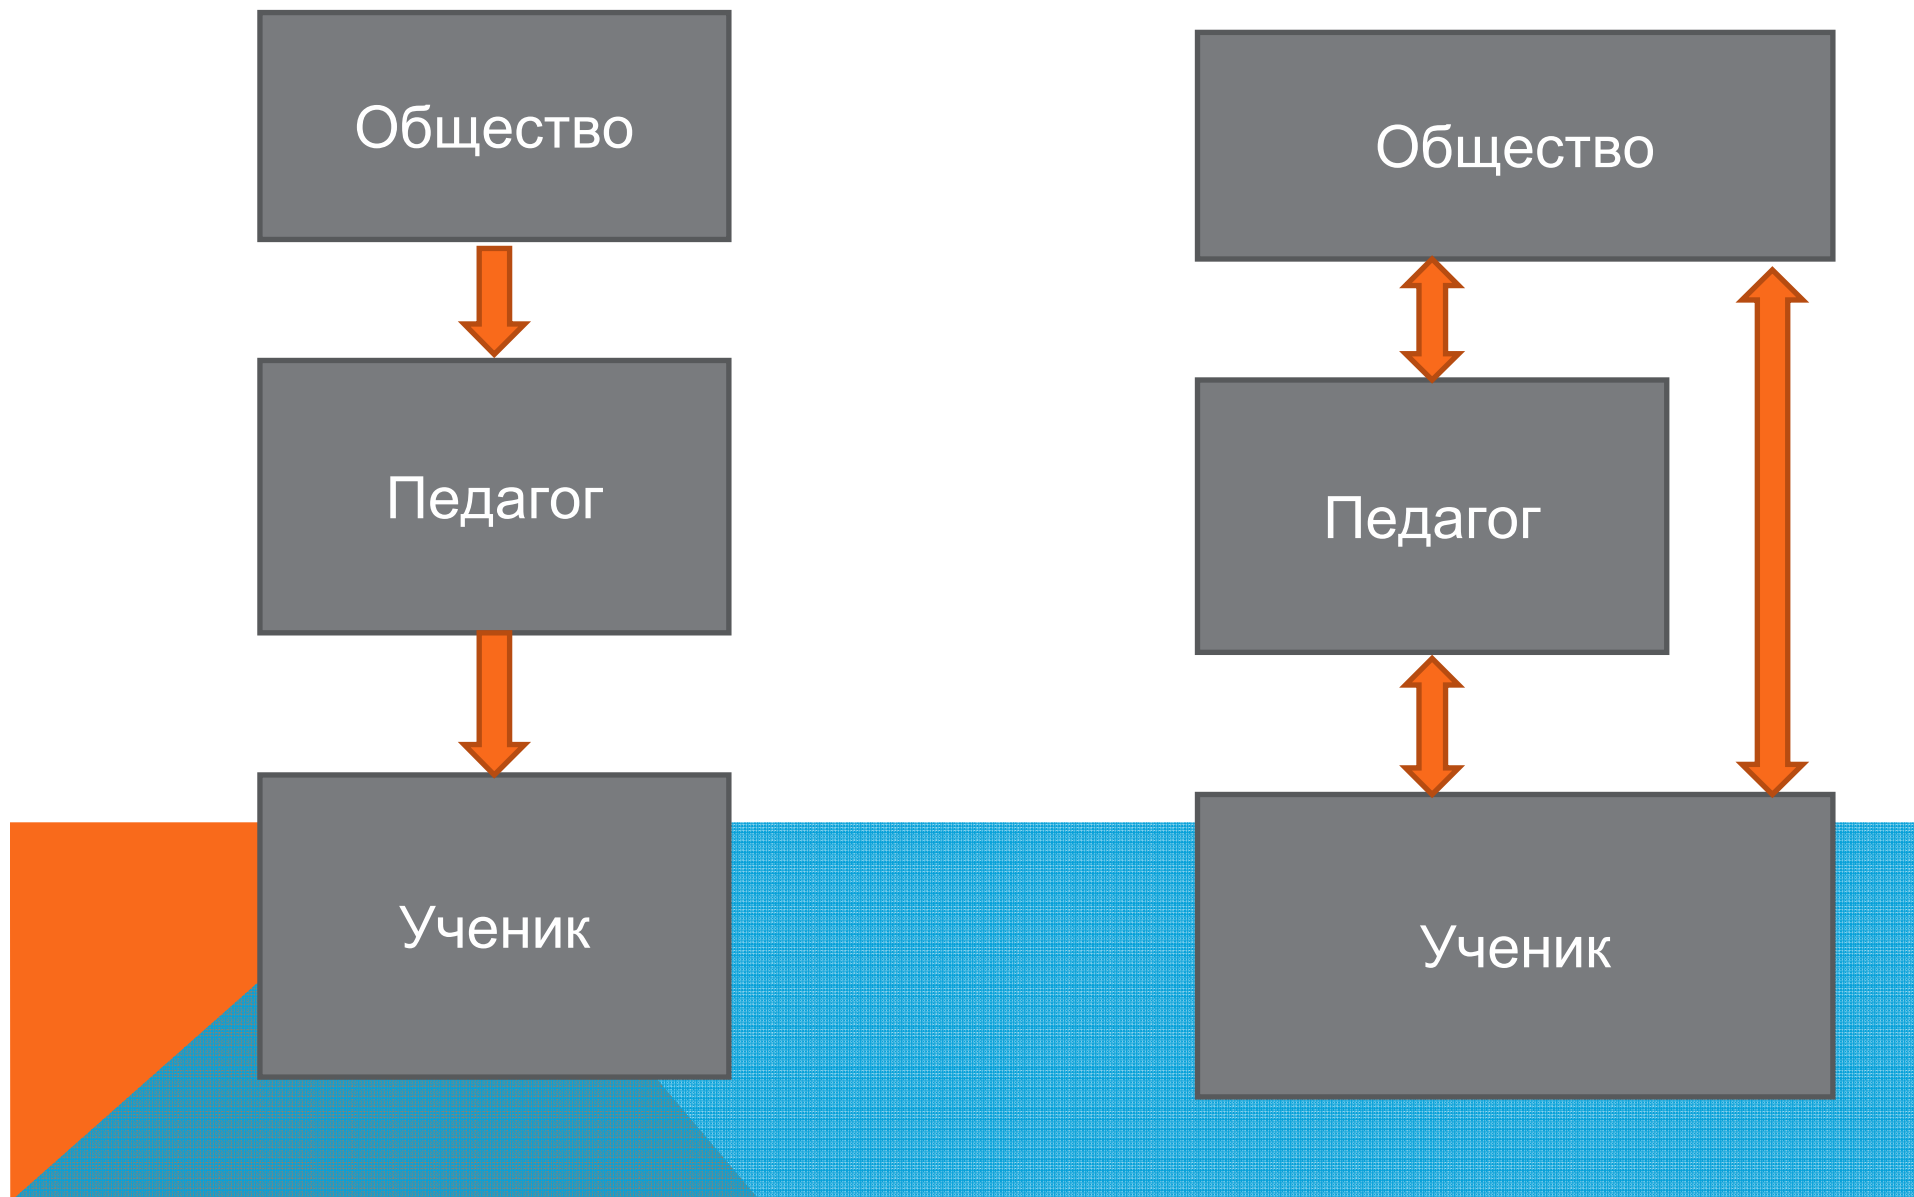 Общество
Педагог
Ученик
Общество
Педагог
Ученик